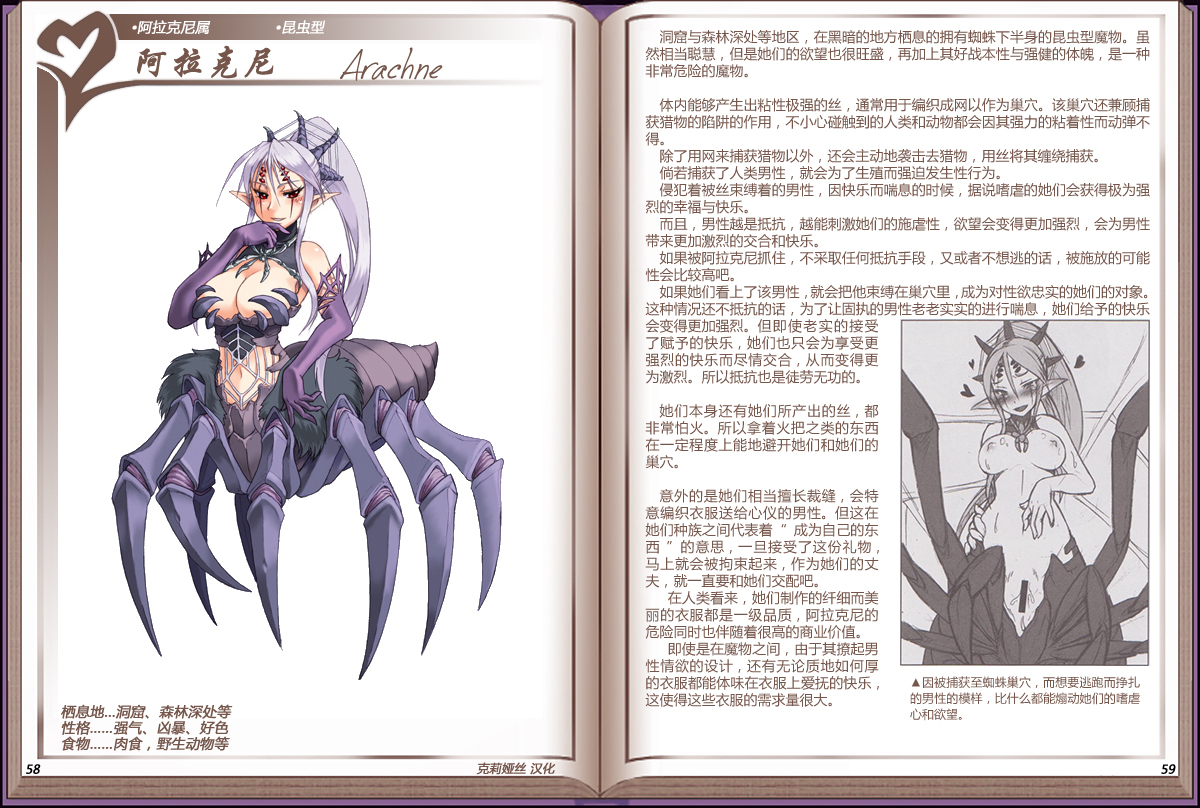 •阿拉克尼属 •昆虫型
阿拉克尼 Arachne
栖息地...洞窟、森林深处等
性格......强气、凶暴、好色
食物......肉食，野生动物等
58
克莉娅丝 汉化
洞窟与森林深处等地区，在黑暗的地方栖息的拥有蜘蛛下半身的昆虫型魔物。虽
然相当聪慧，但是她们的欲望也很旺盛，再加上其好战本性与强健的体魄，是一种
非常危险的魔物。
体内能够产生出粘性极强的丝，通常用于编织成网以作为巢穴。该巢穴还兼顾捕
获猎物的陷阱的作用，不小心碰触到的人类和动物都会因其强力的粘着性而动弹不
得。
除了用网来捕获猎物以外，还会主动地袭击去猎物，用丝将其缠绕捕获。
倘若捕获了人类男性，就会为了生殖而强迫发生性行为。
侵犯着被丝束缚着的男性，因快乐而喘息的时候，据说嗜虐的她们会获得极为强
烈的幸福与快乐。
而且，男性越是抵抗，越能刺激她们的施虐性，欲望会变得更加强烈，会为男性
带来更加激烈的交合和快乐。
如果被阿拉克尼抓住，不采取任何抵抗手段，又或者不想逃的话，被施放的可能
性会比较高吧。
如果她们看上了该男性，就会把他束缚在巢穴里，成为对性欲忠实的她们的对象。
这种情况还不抵抗的话，为了让固执的男性老老实实的进行喘息，她们给予的快乐
会变得更加强烈。但即使老实的接受
了赋予的快乐，她们也只会为享受更
强烈的快乐而尽情交合，从而变得更
为激烈。所以抵抗也是徒劳无功的。
她们本身还有她们所产出的丝，都
非常怕火。所以拿着火把之类的东西
在一定程度上能地避开她们和她们的
巢穴。
意外的是她们相当擅长裁缝，会特
意编织衣服送给心仪的男性。但这在
她们种族之间代表着 ”成为自己的东
西 ”的意思，一旦接受了这份礼物，
马上就会被拘束起来，作为她们的丈
夫，就一直要和她们交配吧。
在人类看来，她们制作的纤细而美
丽的衣服都是一级品质，阿拉克尼的
危险同时也伴随着很高的商业价值。
即使是在魔物之间，由于其撩起男
性情欲的设计，还有无论质地如何厚
的衣服都能体味在衣服上爱抚的快乐，
这使得这些衣服的需求量很大。
▲因被捕获至蜘蛛巢穴，而想要逃跑而挣扎
的男性的模样，比什么都能煽动她们的嗜虐
心和欲望。
59